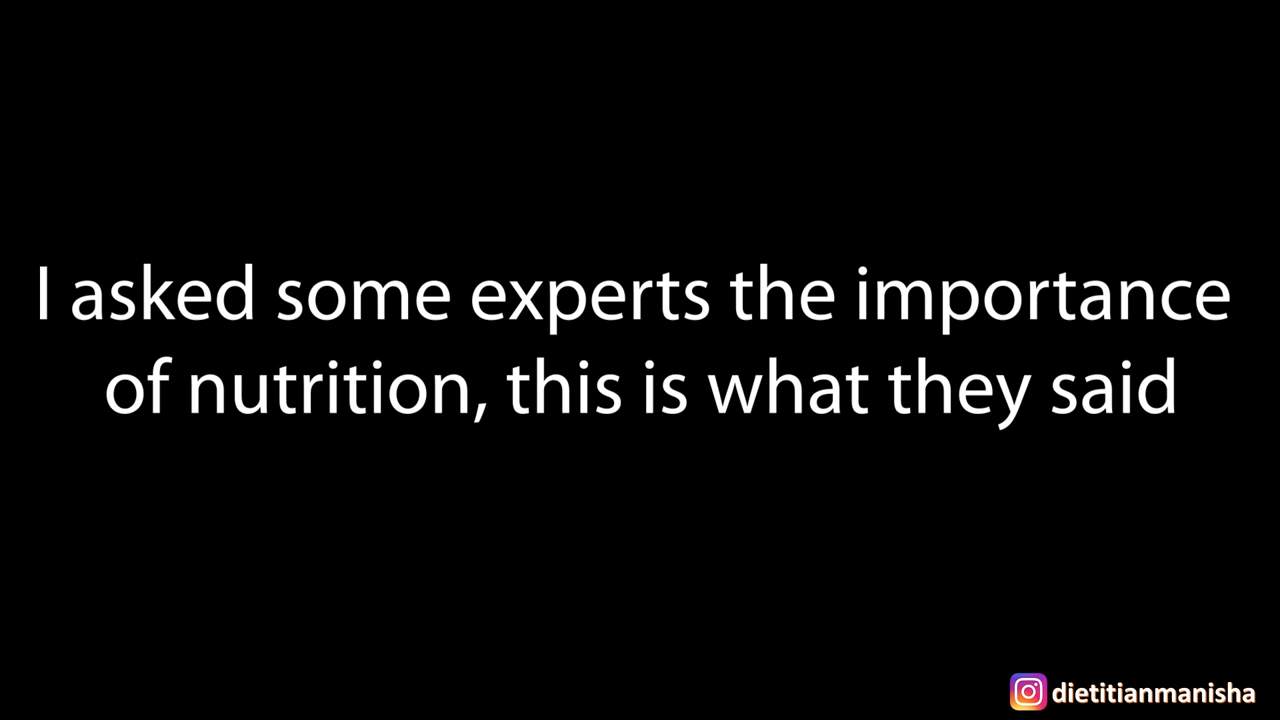 I asked some experts the importance
of nutrition, this is what they said
dietitianmanisha